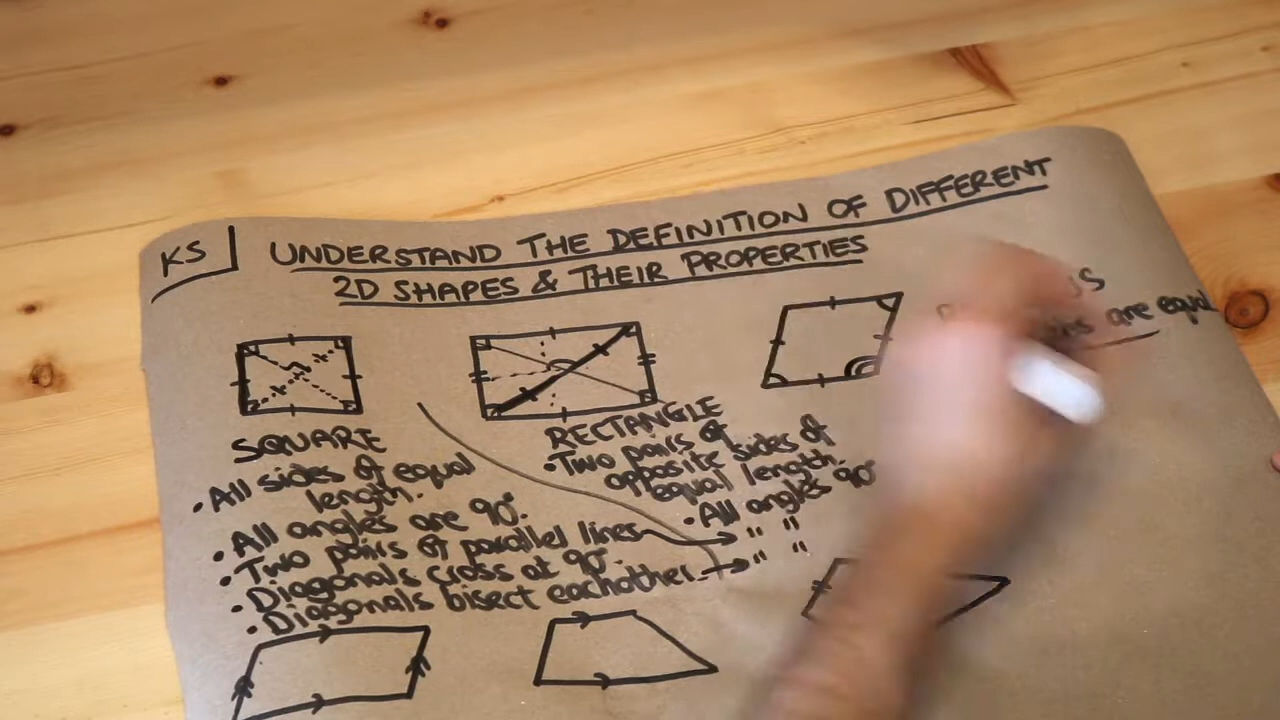 KS
UNDERSTAND THE DEFINITION OF DIFFERENT
2D SHAPES & THEIR PROPERTIES
SQUARE
• All sides of equal
length.
• All angles are 90°.
• Two pairs of parallel lines
• Diagonals cross at 90°.
• Diagonals bisect eachother.
RECTANGLE
• Two pairs of
opposite sides of
equal length.
• All angles 90°
" "
" "
are equal